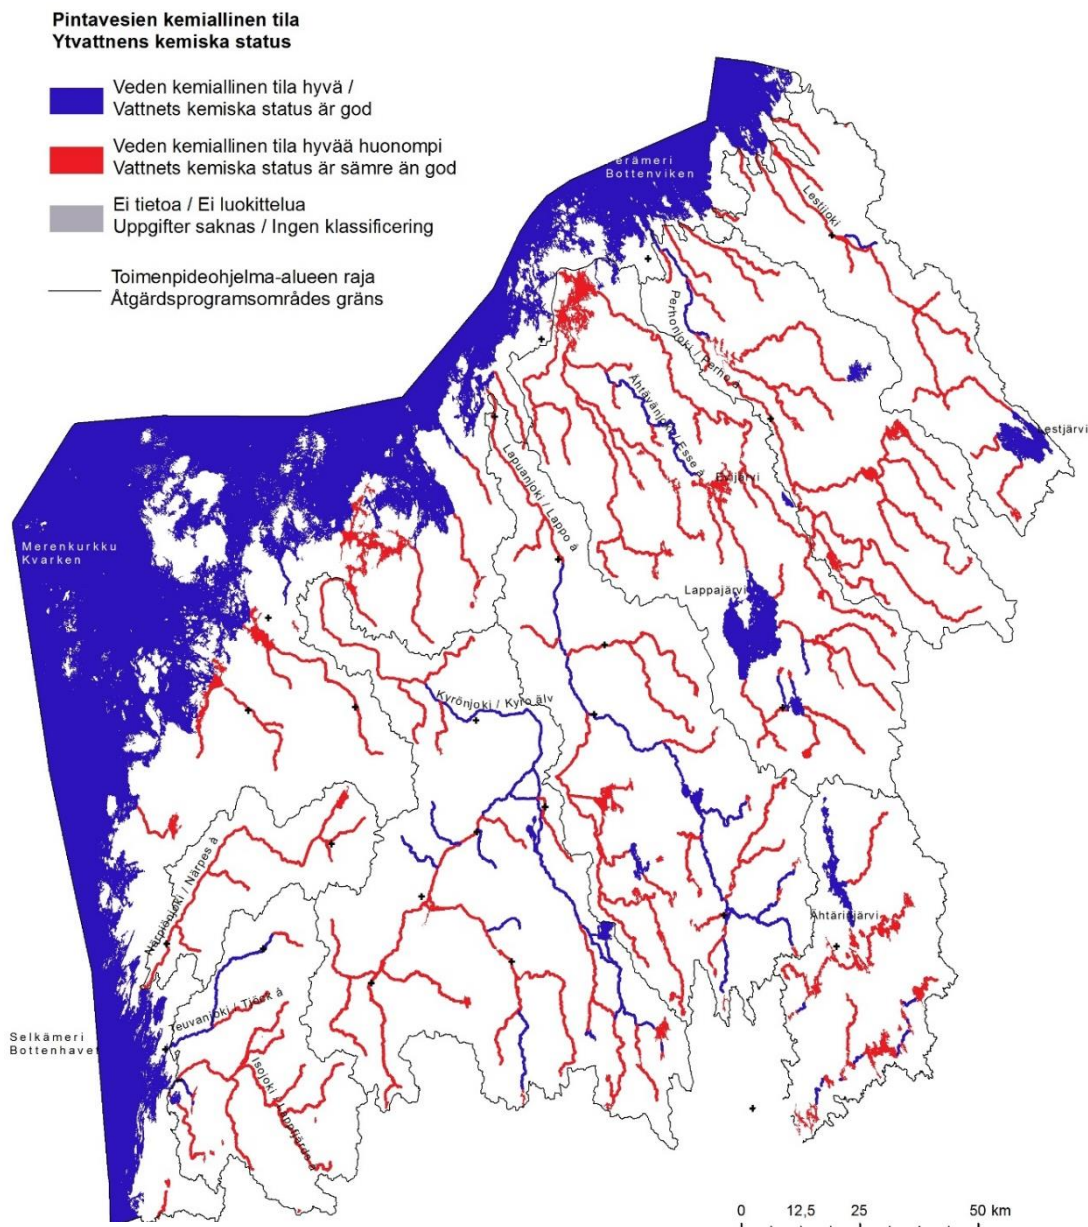 Pintavesien kemiallinen tila
Ytvattnens kemiska status
Veden kemiallinen tila hyvä /
Vattnets kemiska status är god
Veden kemiallinen tila hyvää huonompi
Vattnets kemiska status är sämre än god
Ei tietoa / Ei luokittelua
Uppgifter saknas / Ingen klassificering
Toimenpideohjelma-alueen raja
Åtgärdsprogramsområdes gräns
Perämeri
Bottenviken
Lestijoki
Perhonjoki / Perho å
Ähtävänjoki / Esse å
Lestjärvi
Evijärvi
Lapuanjoki / Lappo å
Merenkurkku
Kvarken
Lappajärvi
Kyrönjoki / Kyro älv
Närpiönjoki / Närpes å
Ähtärinjärvi
Teuvanjoki / Tjöck å
Selkämeri
Bottenhavet
Isojoki / Lappfjärds å
0 12,5 25 50 km